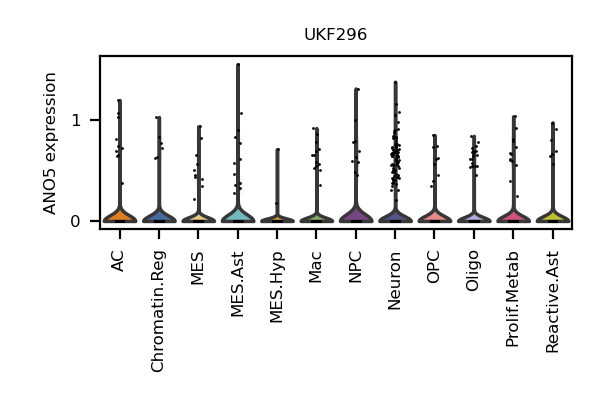 UKF296
ANO5 expression
1
0
AC
Chromatin.Reg
MES
MES.Ast
MES.Hyp
Mac
NPC
Neuron
OPC
Oligo
Prolif.Metab
Reactive.Ast